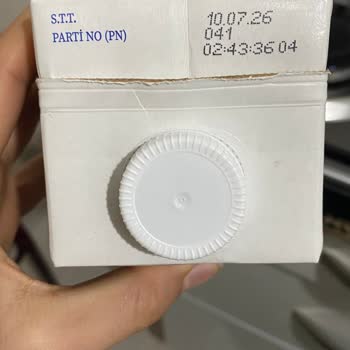 S.T.T.
PARTİ NO (PN)
10.07.26
041
02:43:36 04